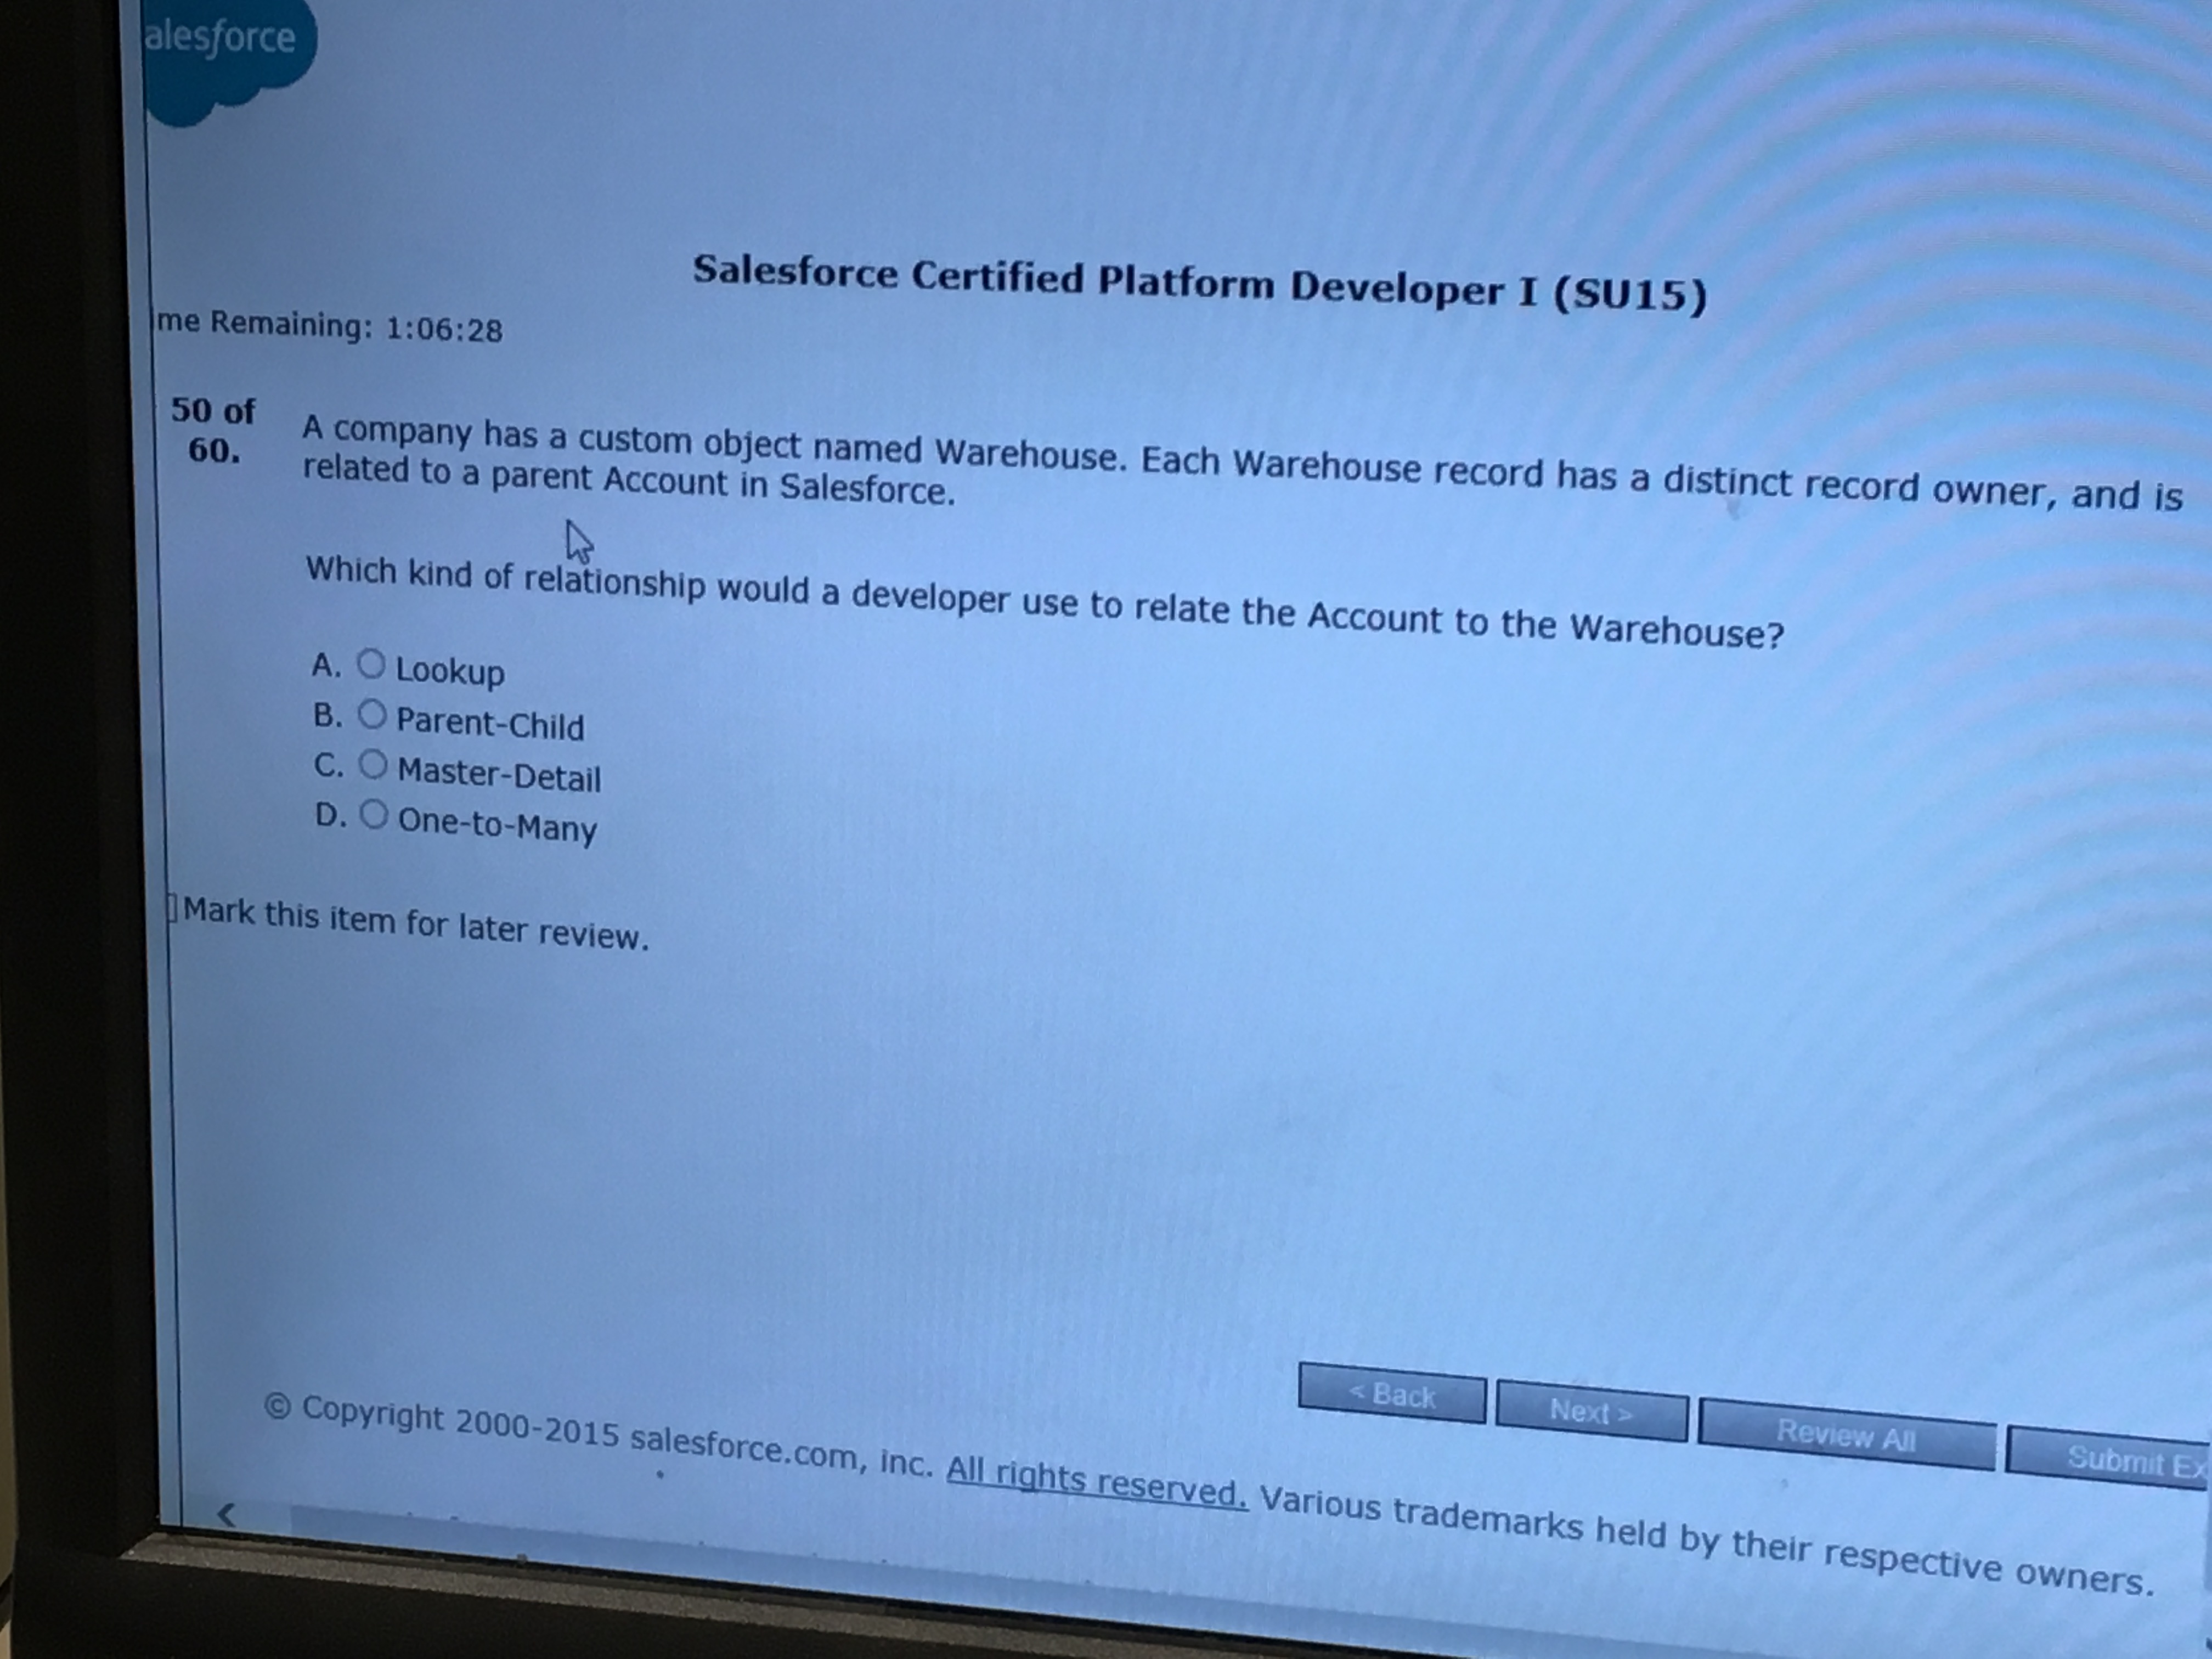 alesforce
Salesforce Certified Platform Developer I (SU15)
me Remaining: 1:06:28
50 of
60.
A company has a custom object named Warehouse. Each Warehouse record has a distinct record owner, and is
related to a parent Account in Salesforce.
Which kind of relationship would a developer use to relate the Account to the Warehouse?
A. Lookup
B. Parent-Child
C. Master-Detail
D. One-to-Many
Mark this item for later review.
< Back Next > Review All Submit Ex
© Copyright 2000-2015 salesforce.com, inc. All rights reserved. Various trademarks held by their respective owners.